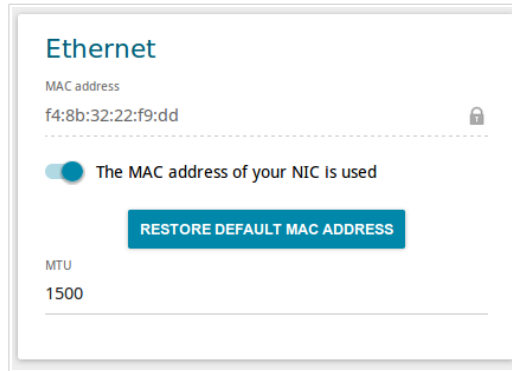 Ethernet
MAC address
f4:8b:32:22:f9:dd
The MAC address of your NIC is used
RESTORE DEFAULT MAC ADDRESS
MTU
1500